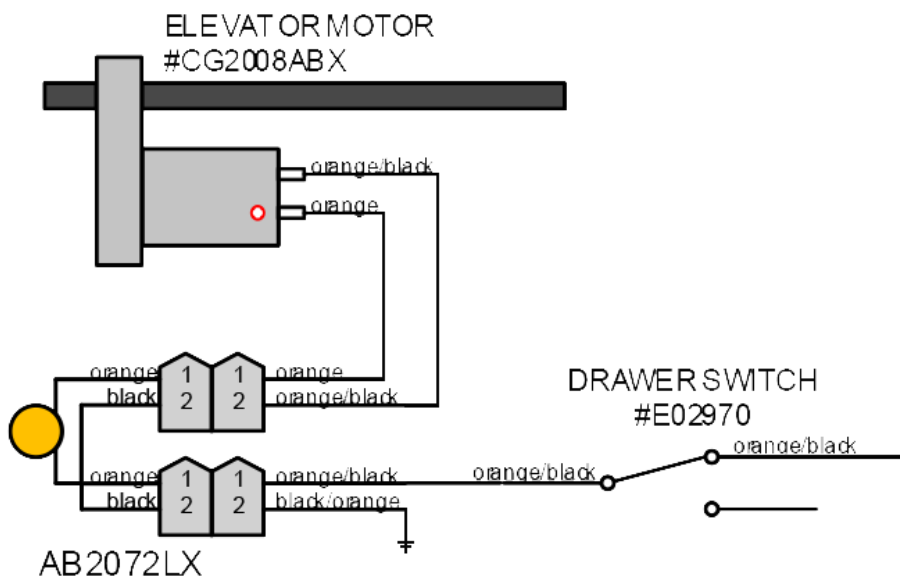 ELEVATOR MOTOR
#CG2008ABX
orange/black
orange
orange 1 1 orange
black 2 2 orange/black
DRAWER SWITCH
#E02970
orange/black
orange 1 1 orange/black
orange/black
black 2 2 black/orange
AB2072LX